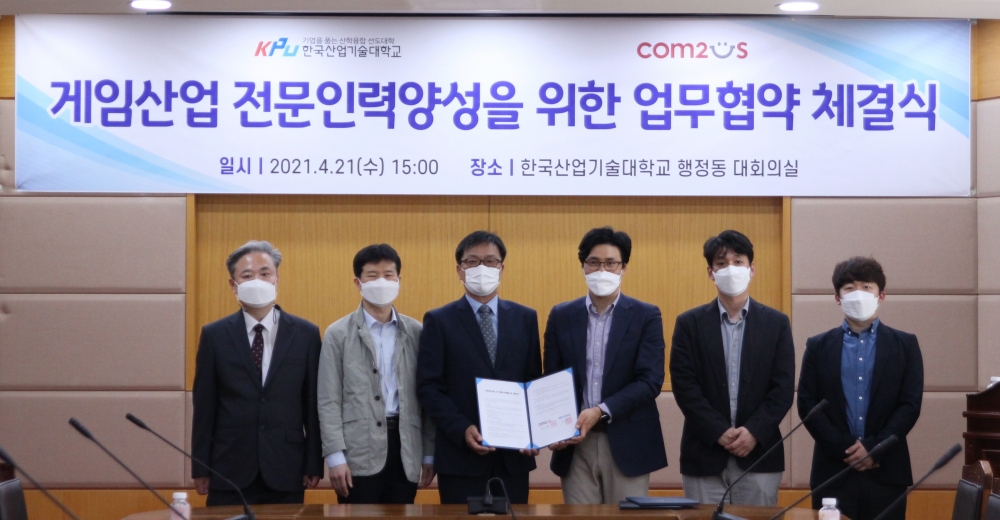 기업을 품는 산학융합 선도대학
KPU 한국산업기술대학교
com2us
게임산업 전문인력양성을 위한 업무협약 체결식
일시 | 2021.4.21(수) 15:00 장소 | 한국산업기술대학교 행정동 대회의실